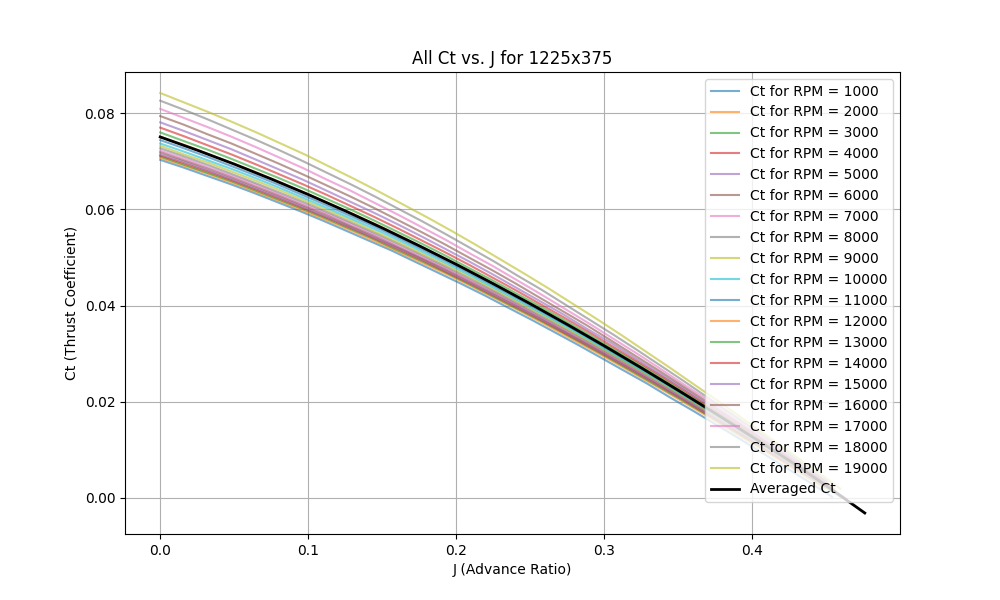 All Ct vs. J for 1225x375
Ct (Thrust Coefficient)
0.08
0.06
0.04
0.02
0.00
0.0
0.1
0.2
0.3
0.4
J (Advance Ratio)
Ct for RPM = 1000
Ct for RPM = 2000
Ct for RPM = 3000
Ct for RPM = 4000
Ct for RPM = 5000
Ct for RPM = 6000
Ct for RPM = 7000
Ct for RPM = 8000
Ct for RPM = 9000
Ct for RPM = 10000
Ct for RPM = 11000
Ct for RPM = 12000
Ct for RPM = 13000
Ct for RPM = 14000
Ct for RPM = 15000
Ct for RPM = 16000
Ct for RPM = 17000
Ct for RPM = 18000
Ct for RPM = 19000
Averaged Ct